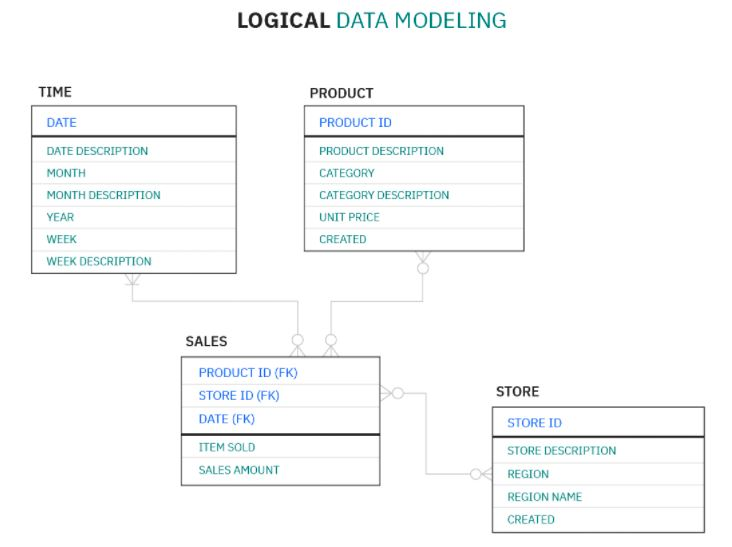 LOGICAL DATA MODELING
TIME
DATE
DATE DESCRIPTION
MONTH
MONTH DESCRIPTION
YEAR
WEEK
WEEK DESCRIPTION
PRODUCT
PRODUCT ID
PRODUCT DESCRIPTION
CATEGORY
CATEGORY DESCRIPTION
UNIT PRICE
CREATED
SALES
PRODUCT ID (FK)
STORE ID (FK)
DATE (FK)
ITEM SOLD
SALES AMOUNT
STORE
STORE ID
STORE DESCRIPTION
REGION
REGION NAME
CREATED